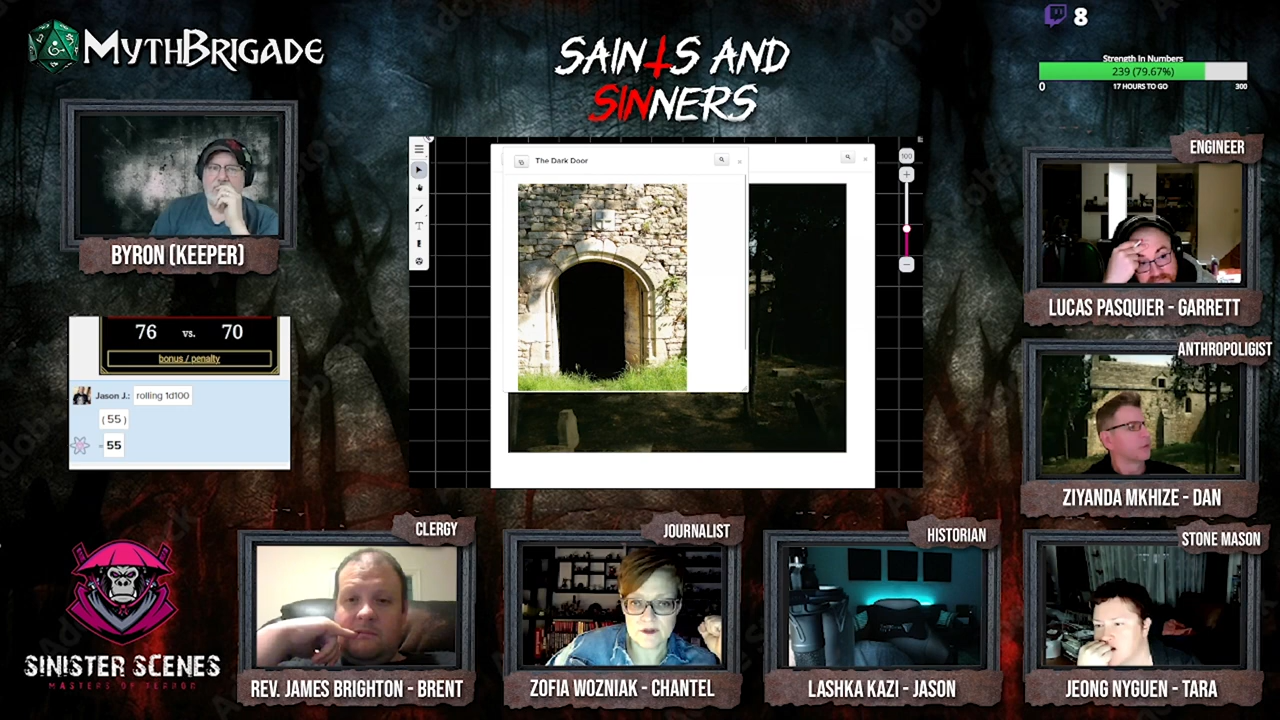 MYTHBRIGADE
SAINTS AND
SINNERS
8
Strength In Numbers
239 (79.67%)
0
17 HOURS TO GO
300
BYRON (KEEPER)
The Dark Door
100
ENGINEER
LUCAS PASQUIER - GARRETT
76 vs. 70
bonus / penalty
Jason J.: rolling 1d100
( 55 )
= 55
ANTHROPOLIGIST
ZIYANDA MKHIZE - DAN
CLERGY
REV. JAMES BRIGHTON - BRENT
JOURNALIST
ZOFIA WOZNIAK - CHANTEL
HISTORIAN
LASHKA KAZI - JASON
STONE MASON
JEONG NYGUEN - TARA
SINISTER SCENES
MASTERS OF TERROR